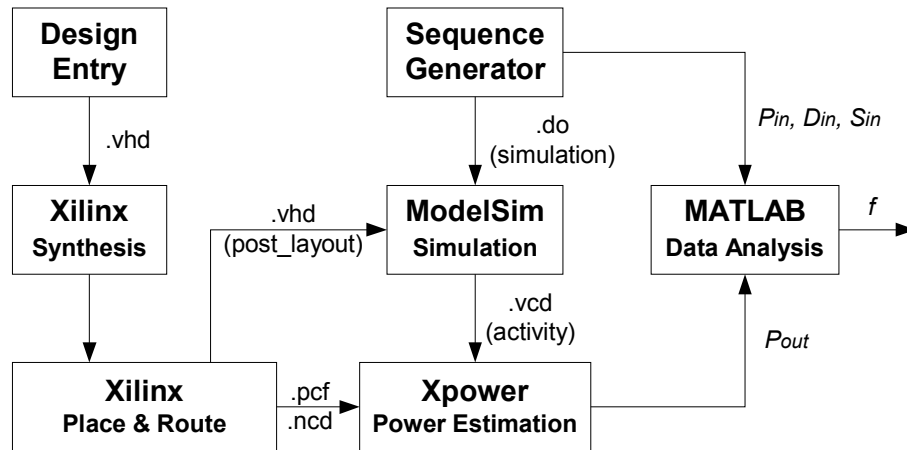 Design
Entry
Sequence
Generator
.vhd
.do
(simulation)
Pin, Din, Sin
Xilinx
Synthesis
.vhd
(post_layout)
ModelSim
Simulation
MATLAB
Data Analysis
f
.vcd
(activity)
Pout
Xilinx
Place & Route
.pcf
.ncd
Xpower
Power Estimation